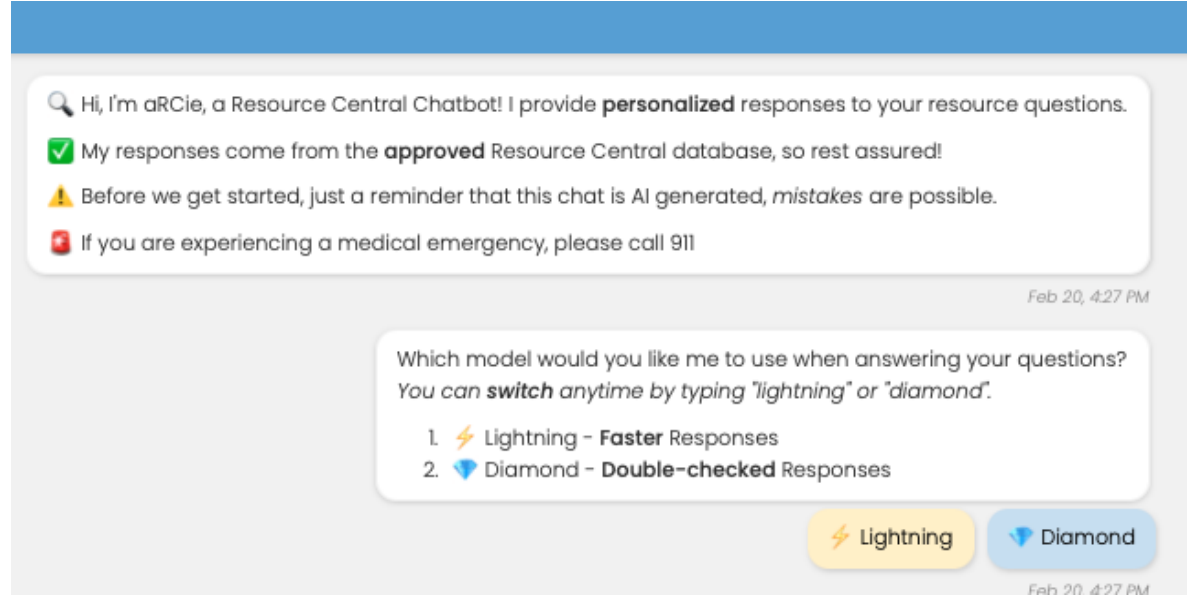 🔍 Hi, I'm aRCie, a Resource Central Chatbot! I provide personalized responses to your resource questions.
✅ My responses come from the approved Resource Central database, so rest assured!
⚠️ Before we get started, just a reminder that this chat is AI generated, mistakes are possible.
🚨 If you are experiencing a medical emergency, please call 911
Feb 20, 4:27 PM
Which model would you like me to use when answering your questions?
You can switch anytime by typing "lightning" or "diamond".
1. ⚡ Lightning - Faster Responses
2. 💎 Diamond - Double-checked Responses
⚡ Lightning 💎 Diamond
Feb 20, 4:27 PM